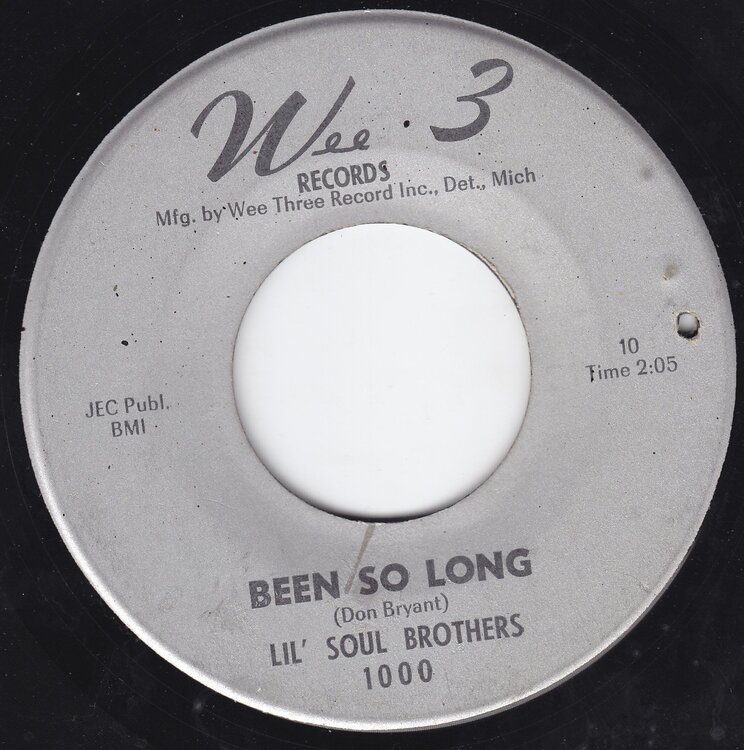 Wee 3
RECORDS
Mfg. by Wee Three Record Inc., Det., Mich
10
Time 2:05
JEC Publ.
BMI
BEEN SO LONG
(Don Bryant)
LIL' SOUL BROTHERS
1000